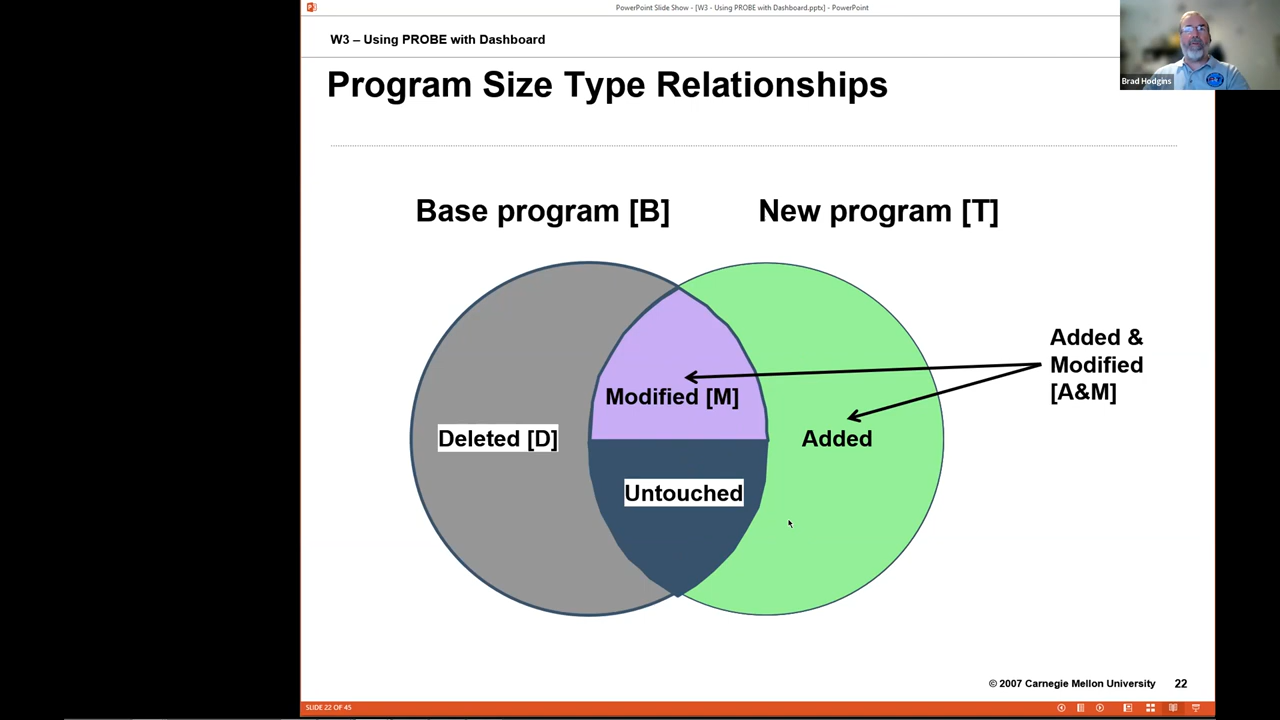 PowerPoint Slide Show - [W3 - Using PROBE with Dashboard.pptx] - PowerPoint
W3 – Using PROBE with Dashboard
Brad Hodgins
Program Size Type Relationships
Base program [B]
New program [T]
Added &
Modified
[A&M]
Modified [M]
Deleted [D]
Added
Untouched
© 2007 Carnegie Mellon University 22
SLIDE 22 OF 45